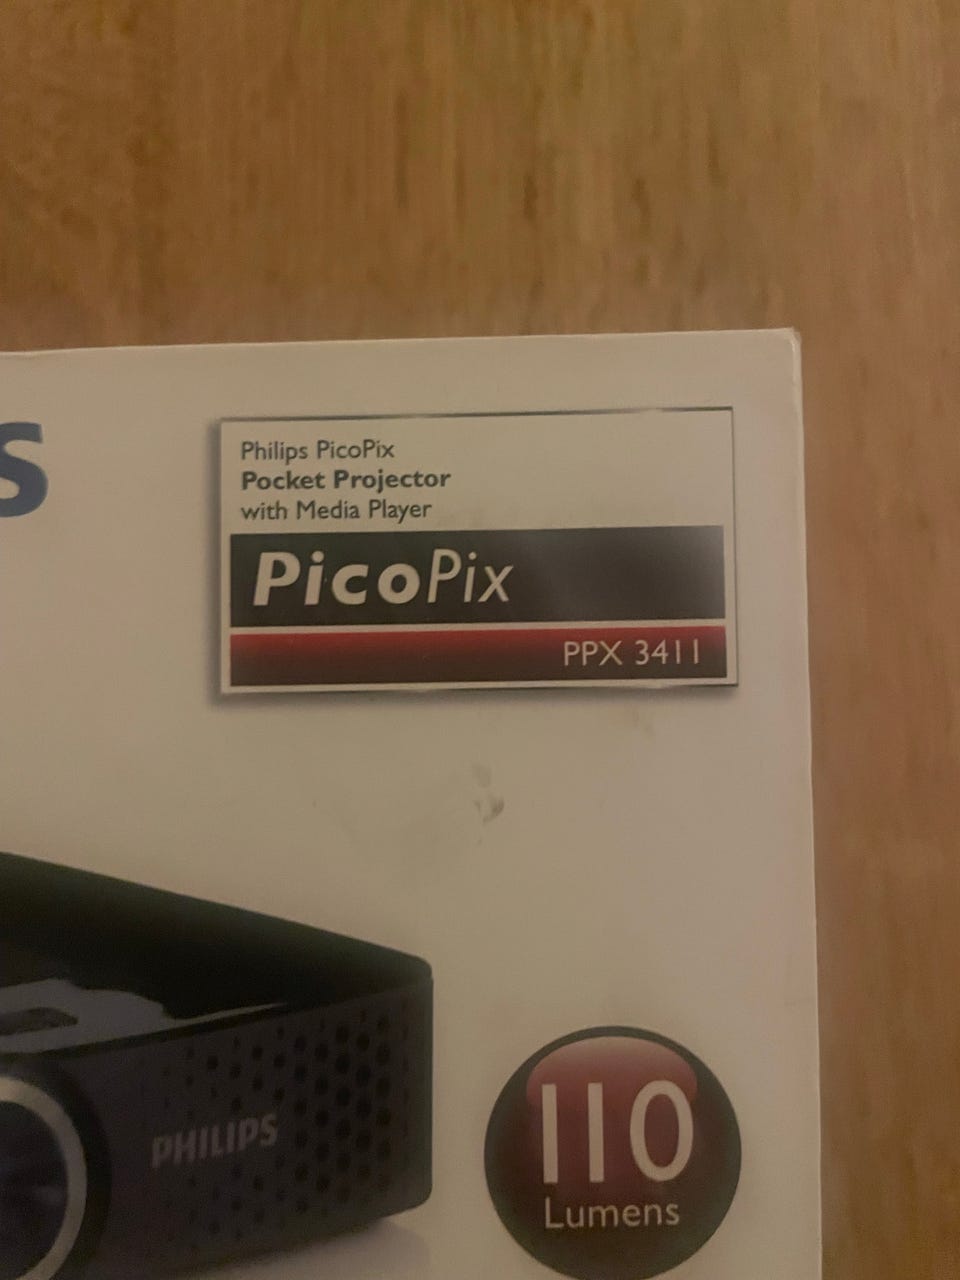 S
Philips PicoPix
Pocket Projector
with Media Player
PicoPix
PPX 3411
PHILIPS
110
Lumens